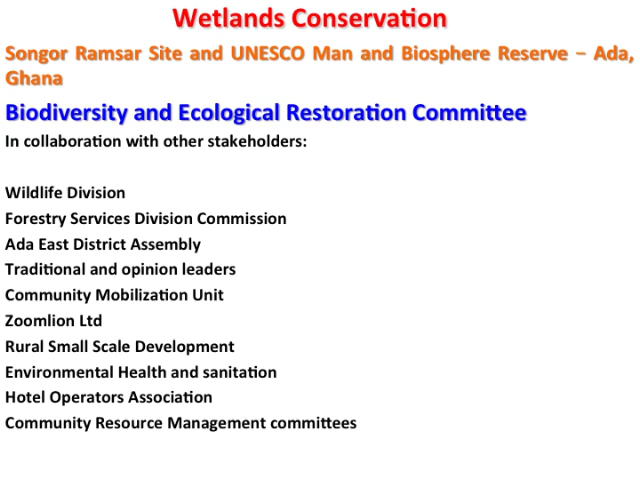 Wetlands Conservation
Songor Ramsar Site and UNESCO Man and Biosphere Reserve – Ada,
Ghana
Biodiversity and Ecological Restoration Committee
In collaboration with other stakeholders:
Wildlife Division
Forestry Services Division Commission
Ada East District Assembly
Traditional and opinion leaders
Community Mobilization Unit
Zoomlion Ltd
Rural Small Scale Development
Environmental Health and sanitation
Hotel Operators Association
Community Resource Management committees